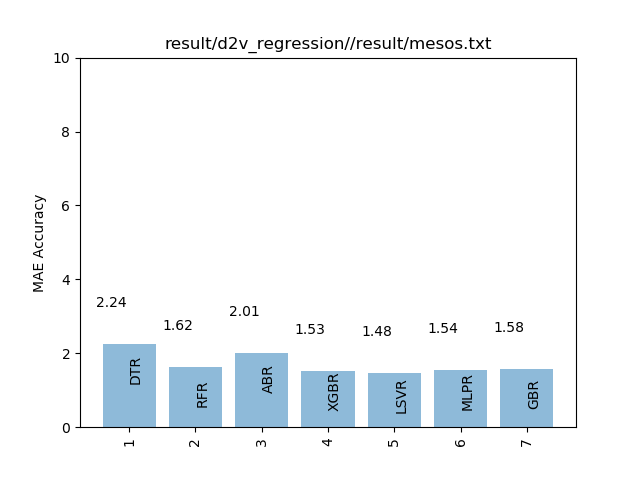 result/d2v_regression//result/mesos.txt
10
8
6
4
2
0
MAE Accuracy
2.24
1.62
2.01
1.53
1.48
1.54
1.58
DTR
RFR
ABR
XGBR
LSVR
MLPR
GBR
1
2
3
4
5
6
7